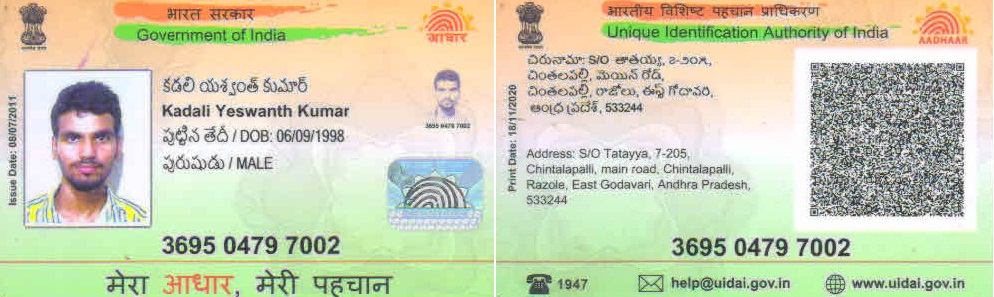 भारत सरकार
Government of India
आधार
Issue Date: 08/07/2011
కడలి యశ్వంత్ కుమార్
Kadali Yeswanth Kumar
పుట్టిన తేదీ / DOB: 06/09/1998
పురుషుడు / MALE
3695 0479 7002
3695 0479 7002
मेरा आधार, मेरी पहचान
भारतीय विशिष्ट पहचान प्राधिकरण
Unique Identification Authority of India
AADHAAR
Print Date: 18/11/2020
చిరునామా: S/O తాతయ్య, ౭-౨౦౫,
చింతలపల్లి, మెయిన్ రోడ్,
చింతలపల్లి, రాజోలు, ఈస్ట్ గోదావరి,
ఆంధ్ర ప్రదేశ్, 533244
Address: S/O Tatayya, 7-205,
Chintalapalli, main road, Chintalapalli,
Razole, East Godavari, Andhra Pradesh,
533244
3695 0479 7002
1947
help@uidai.gov.in
www.uidai.gov.in